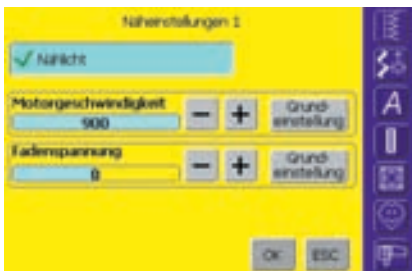 Näheinstellungen 1
Nählicht
Motorgeschwindigkeit
900
Grund-
einstellung
Fadenspannung
0
Grund-
einstellung
OK ESC
A